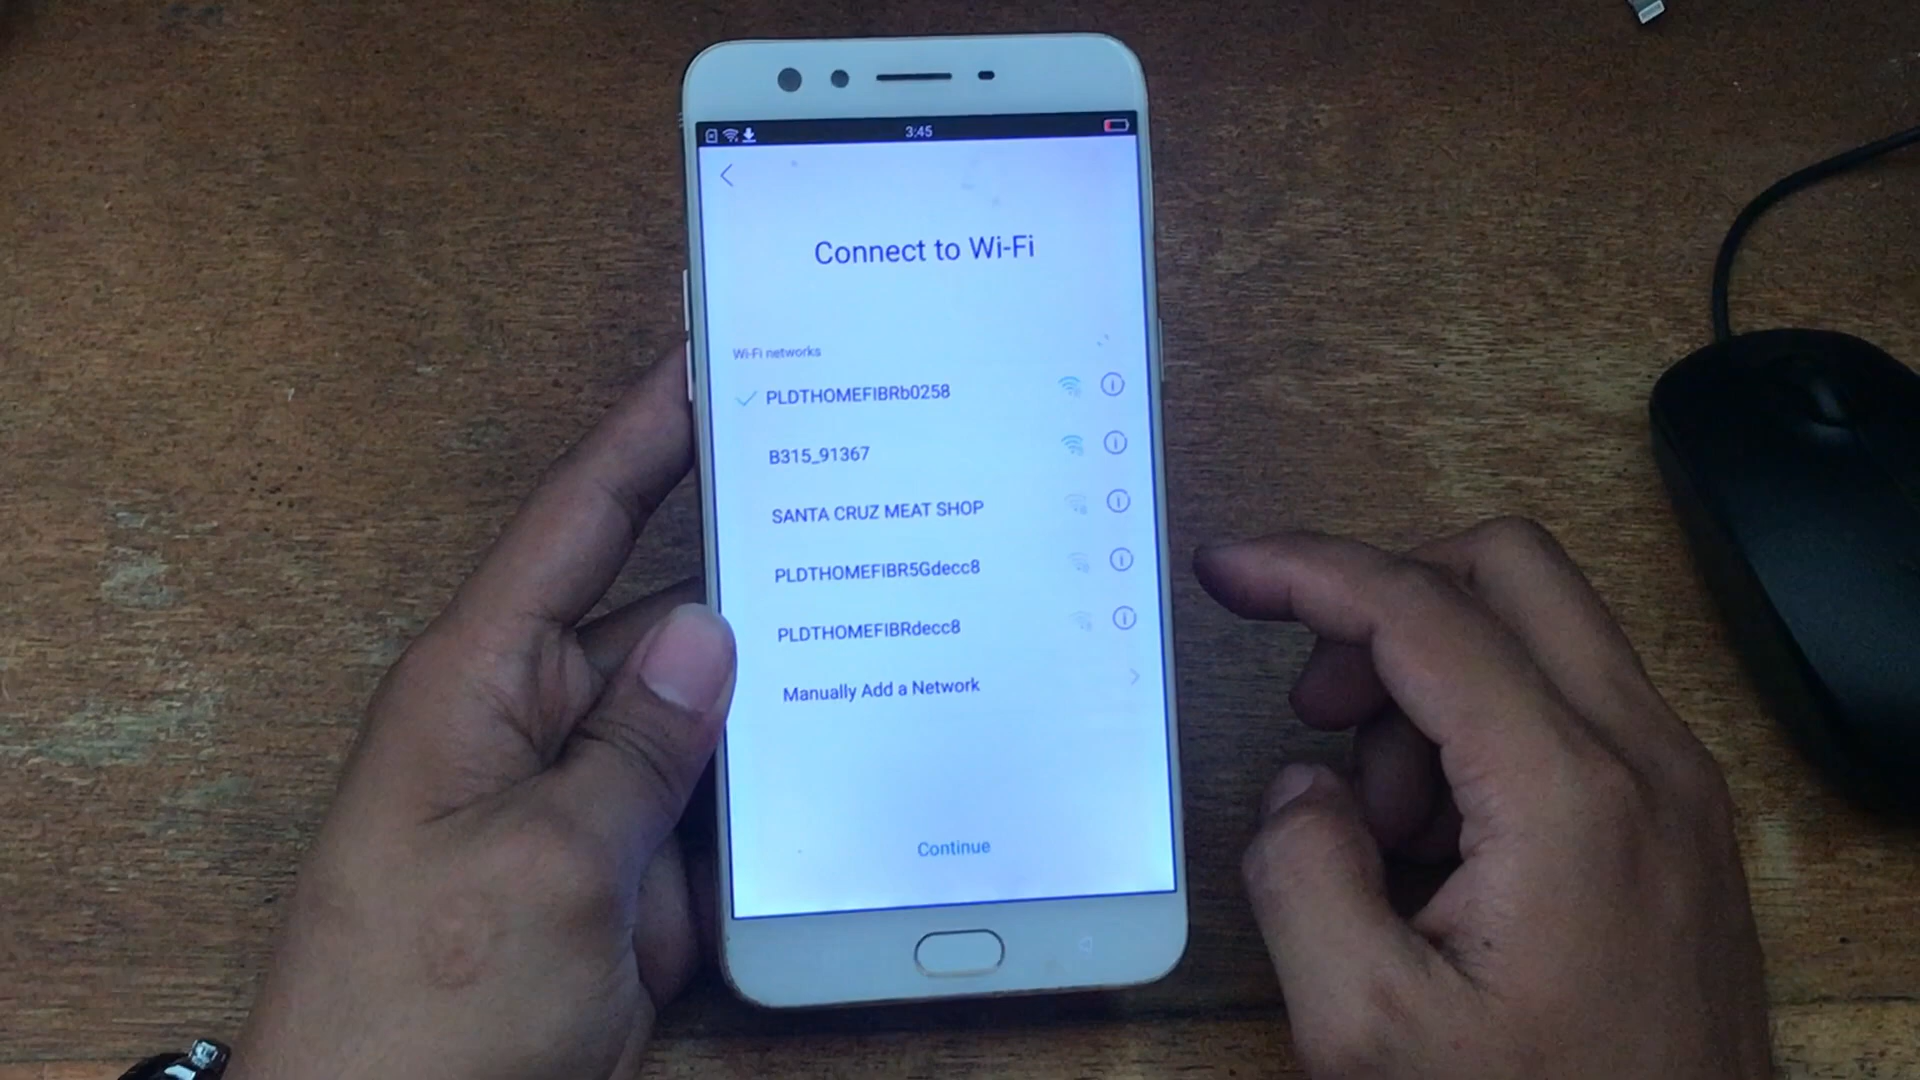 3:45
Connect to Wi-Fi
Wi-Fi networks
PLDTHOMEFIBRb0258
B315_91367
SANTA CRUZ MEAT SHOP
PLDTHOMEFIBR5Gdecc8
PLDTHOMEFIBRdecc8
Manually Add a Network
Continue